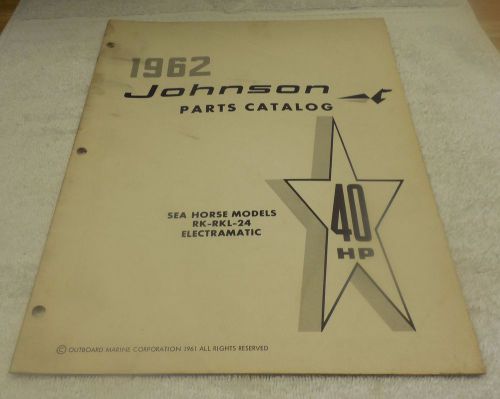 1962
Johnson
PARTS CATALOG
SEA HORSE MODELS
RK-RKL-24
ELECTRAMATIC
40
HP
© OUTBOARD MARINE CORPORATION 1961 ALL RIGHTS RESERVED